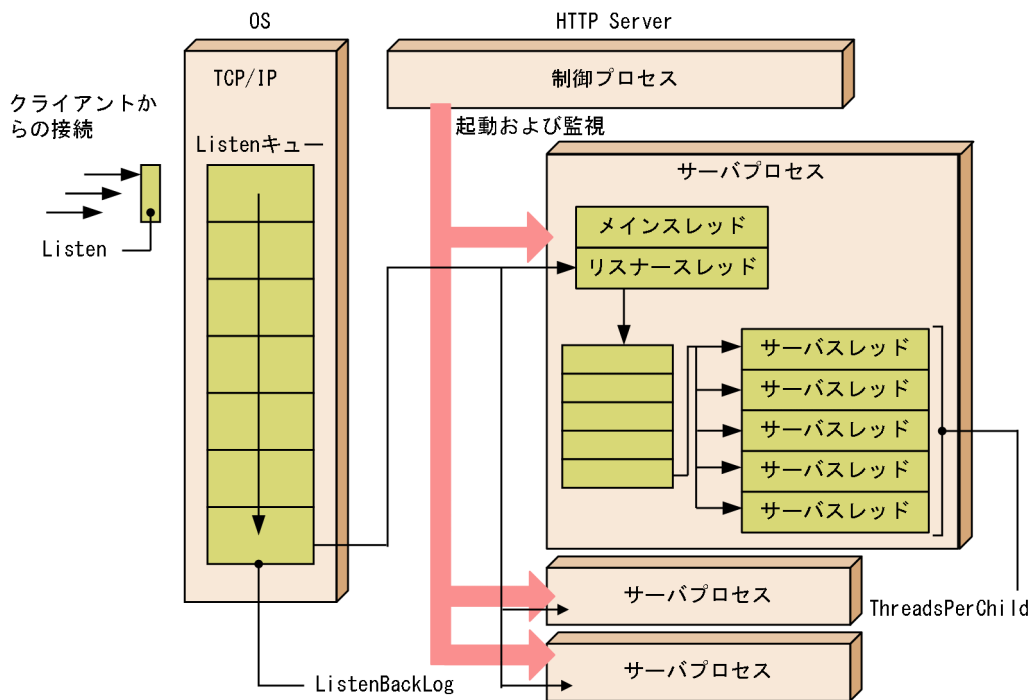 OS
HTTP Server
TCP/IP
制御プロセス
クライアントか
らの接続
起動および監視
Listenキュー
サーバプロセス
メインスレッド
リスナースレッド
Listen
サーバスレッド
サーバスレッド
サーバスレッド
サーバスレッド
サーバスレッド
サーバプロセス
ThreadsPerChild
サーバプロセス
ListenBackLog